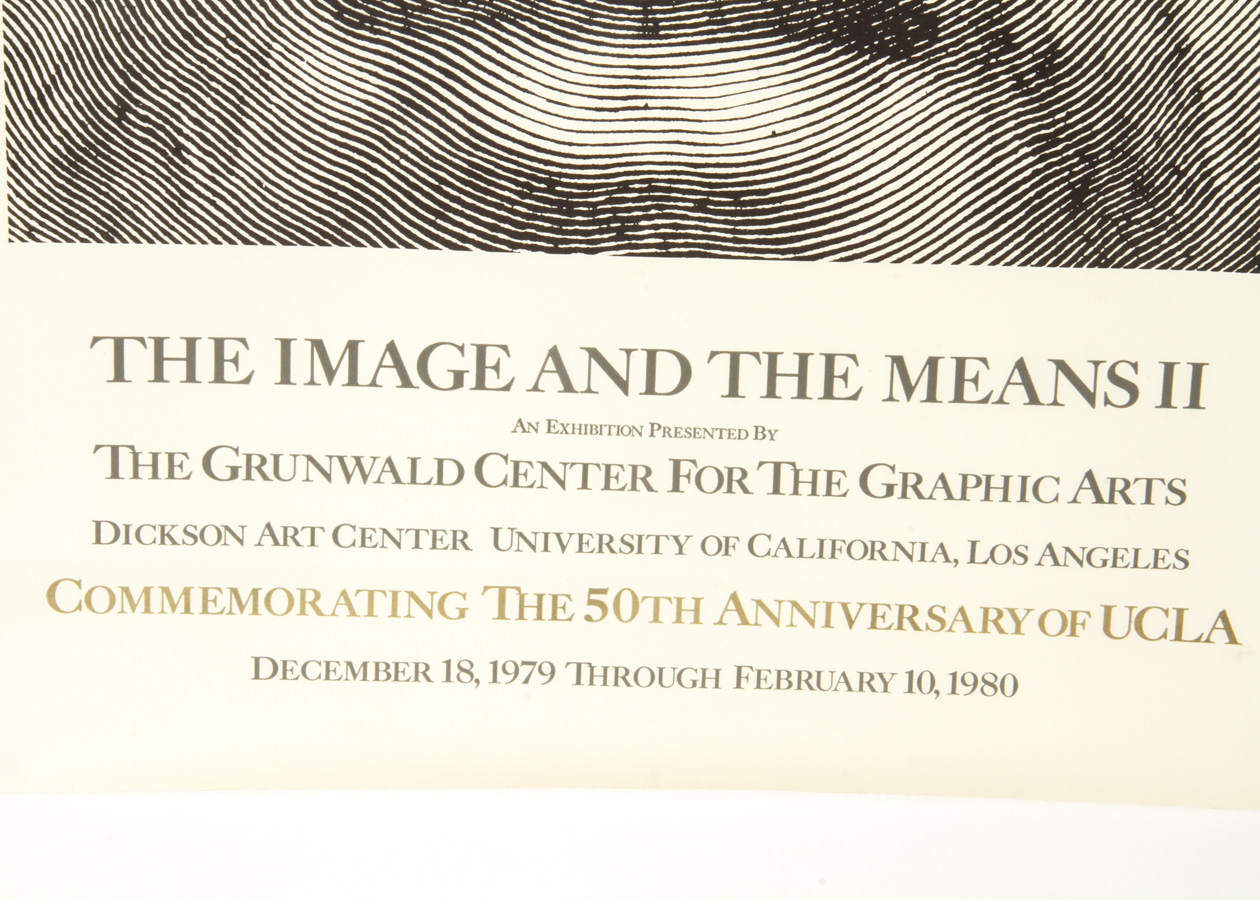 THE IMAGE AND THE MEANS II
AN EXHIBITION PRESENTED BY
THE GRUNWALD CENTER FOR THE GRAPHIC ARTS
DICKSON ART CENTER UNIVERSITY OF CALIFORNIA, LOS ANGELES
COMMEMORATING THE 50TH ANNIVERSARY OF UCLA
DECEMBER 18, 1979 THROUGH FEBRUARY 10, 1980